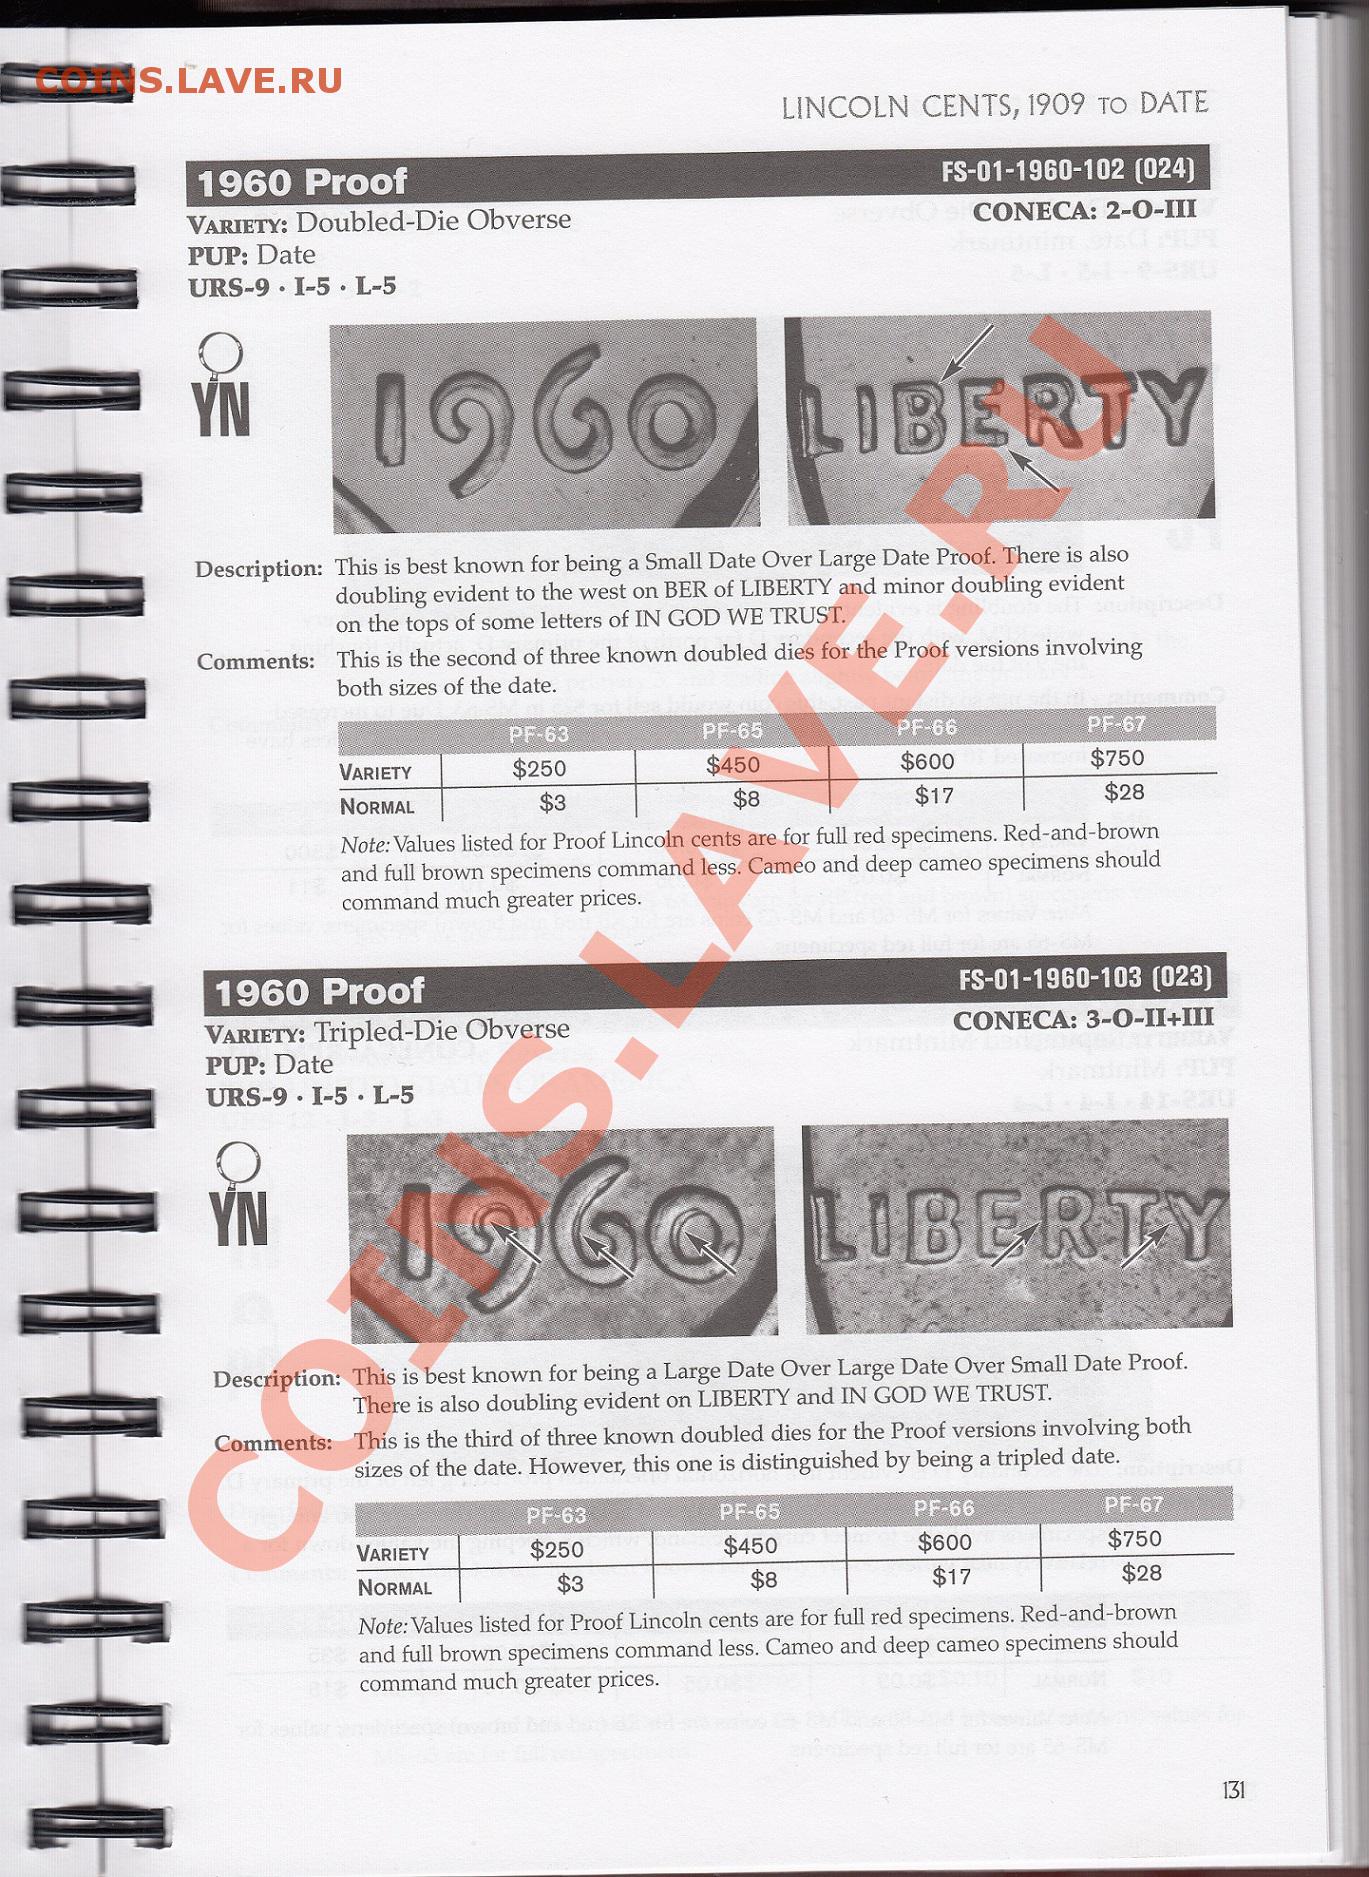 COINS.LAVE.RU
LINCOLN CENTS, 1909 TO DATE
1960 Proof FS-01-1960-102 (024)
VARIETY: Doubled-Die Obverse CONECA: 2-O-III
PUP: Date
URS-9 · I-5 · L-5
YN
1960 LIBERTY
Description: This is best known for being a Small Date Over Large Date Proof. There is also
doubling evident to the west on BER of LIBERTY and minor doubling evident
on the tops of some letters of IN GOD WE TRUST.
Comments: This is the second of three known doubled dies for the Proof versions involving
both sizes of the date.
PF-63 PF-65 PF-66 PF-67
VARIETY $250 $450 $600 $750
NORMAL $3 $8 $17 $28
Note: Values listed for Proof Lincoln cents are for full red specimens. Red-and-brown
and full brown specimens command less. Cameo and deep cameo specimens should
command much greater prices.
1960 Proof FS-01-1960-103 (023)
VARIETY: Tripled-Die Obverse CONECA: 3-O-II+III
PUP: Date
URS-9 · I-5 · L-5
YN
1960 LIBERTY
Description: This is best known for being a Large Date Over Large Date Over Small Date Proof.
There is also doubling evident on LIBERTY and IN GOD WE TRUST.
Comments: This is the third of three known doubled dies for the Proof versions involving both
sizes of the date. However, this one is distinguished by being a tripled date.
PF-63 PF-65 PF-66 PF-67
VARIETY $250 $450 $600 $750
NORMAL $3 $8 $17 $28
Note: Values listed for Proof Lincoln cents are for full red specimens. Red-and-brown
and full brown specimens command less. Cameo and deep cameo specimens should
command much greater prices.
131
COINS.LAVE.RU